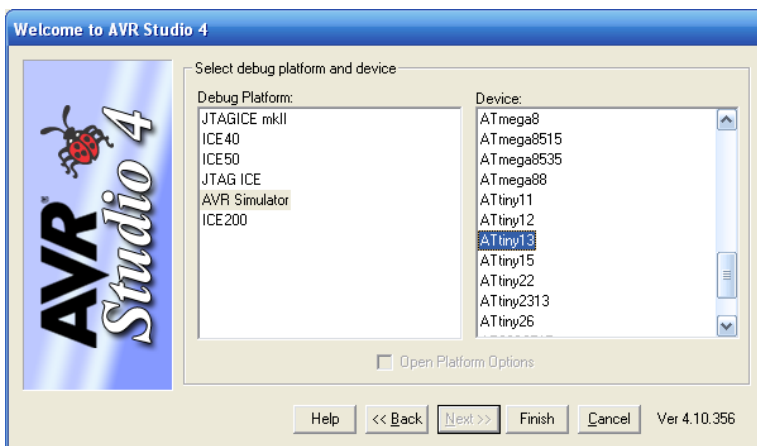 Welcome to AVR Studio 4
AVR Studio 4
Select debug platform and device
Debug Platform:
JTAGICE mkII
ICE40
ICE50
JTAG ICE
AVR Simulator
ICE200
Device:
ATmega8
ATmega8515
ATmega8535
ATmega88
ATtiny11
ATtiny12
ATtiny13
ATtiny15
ATtiny22
ATtiny2313
ATtiny26
Open Platform Options
Help
<< Back
Next >>
Finish
Cancel
Ver 4.10.356